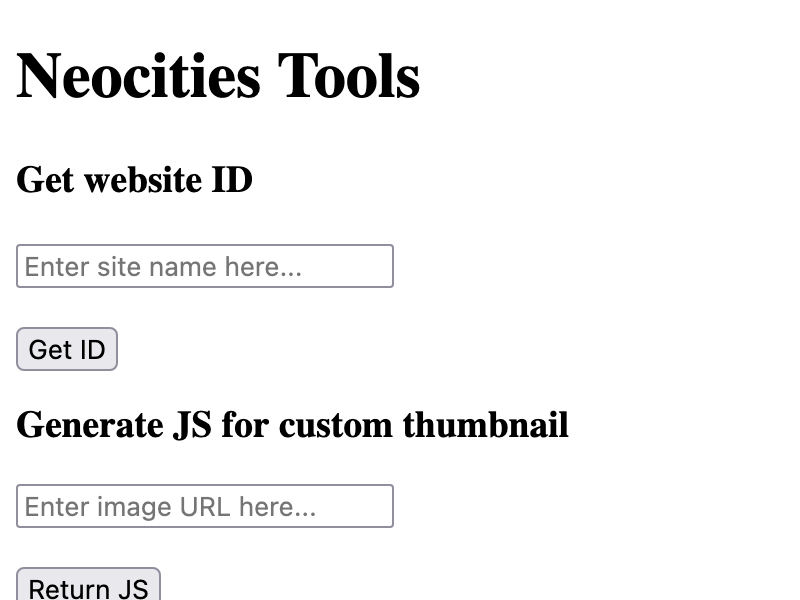 Neocities Tools
Get website ID
Enter site name here...
Get ID
Generate JS for custom thumbnail
Enter image URL here...
Return JS